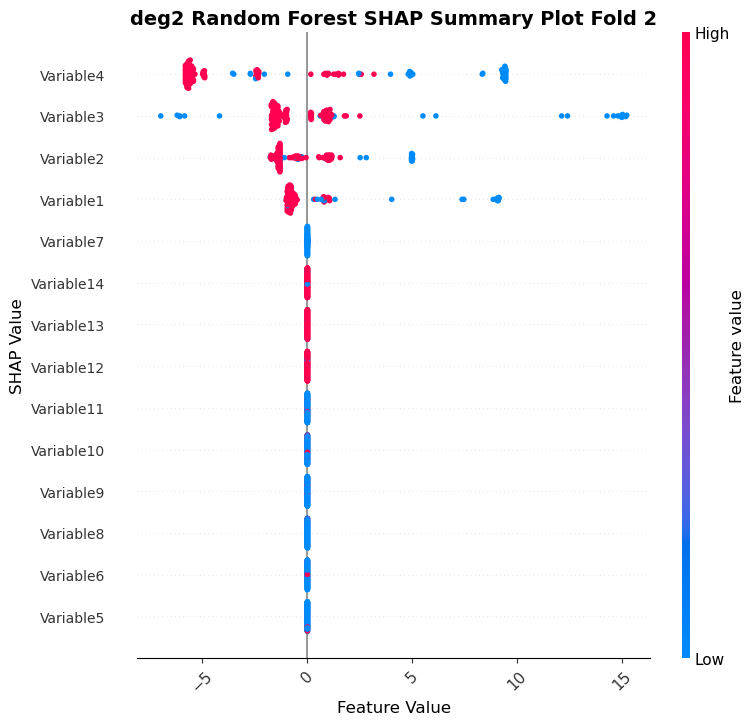 deg2 Random Forest SHAP Summary Plot Fold 2
High
Variable4
Variable3
Variable2
Variable1
Variable7
Variable14
Variable13
Variable12
Variable11
Variable10
Variable9
Variable8
Variable6
Variable5
SHAP Value
Feature value
Low
−5
0
5
10
15
Feature Value